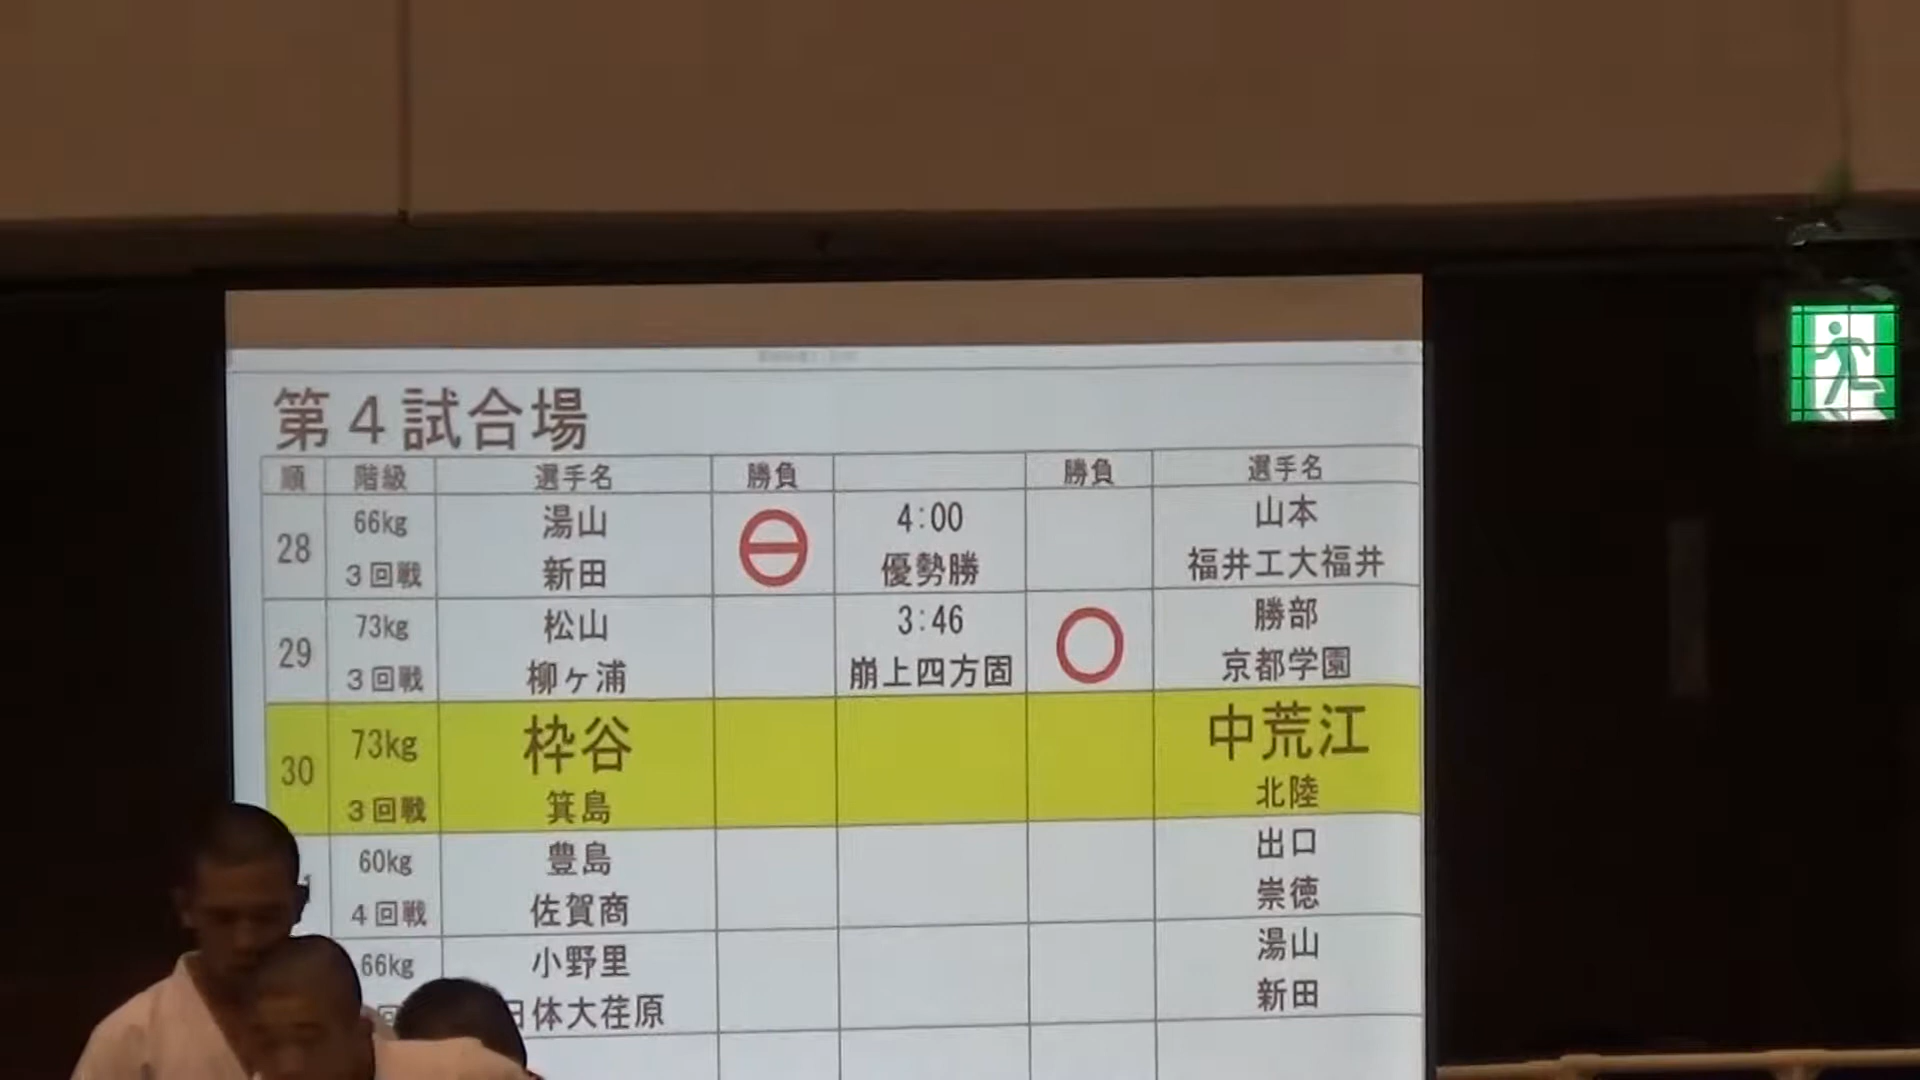 第４試合場
順 階級 選手名 勝負 勝負 選手名
28 66kg 湯山 4:00 山本
３回戦 新田 優勢勝 福井工大福井
29 73kg 松山 3:46 勝部
３回戦 柳ヶ浦 崩上四方固 京都学園
30 73kg 枠谷 中荒江
３回戦 箕島 北陸
60kg 豊島 出口
４回戦 佐賀商 崇徳
66kg 小野里 湯山
日体大荏原 新田